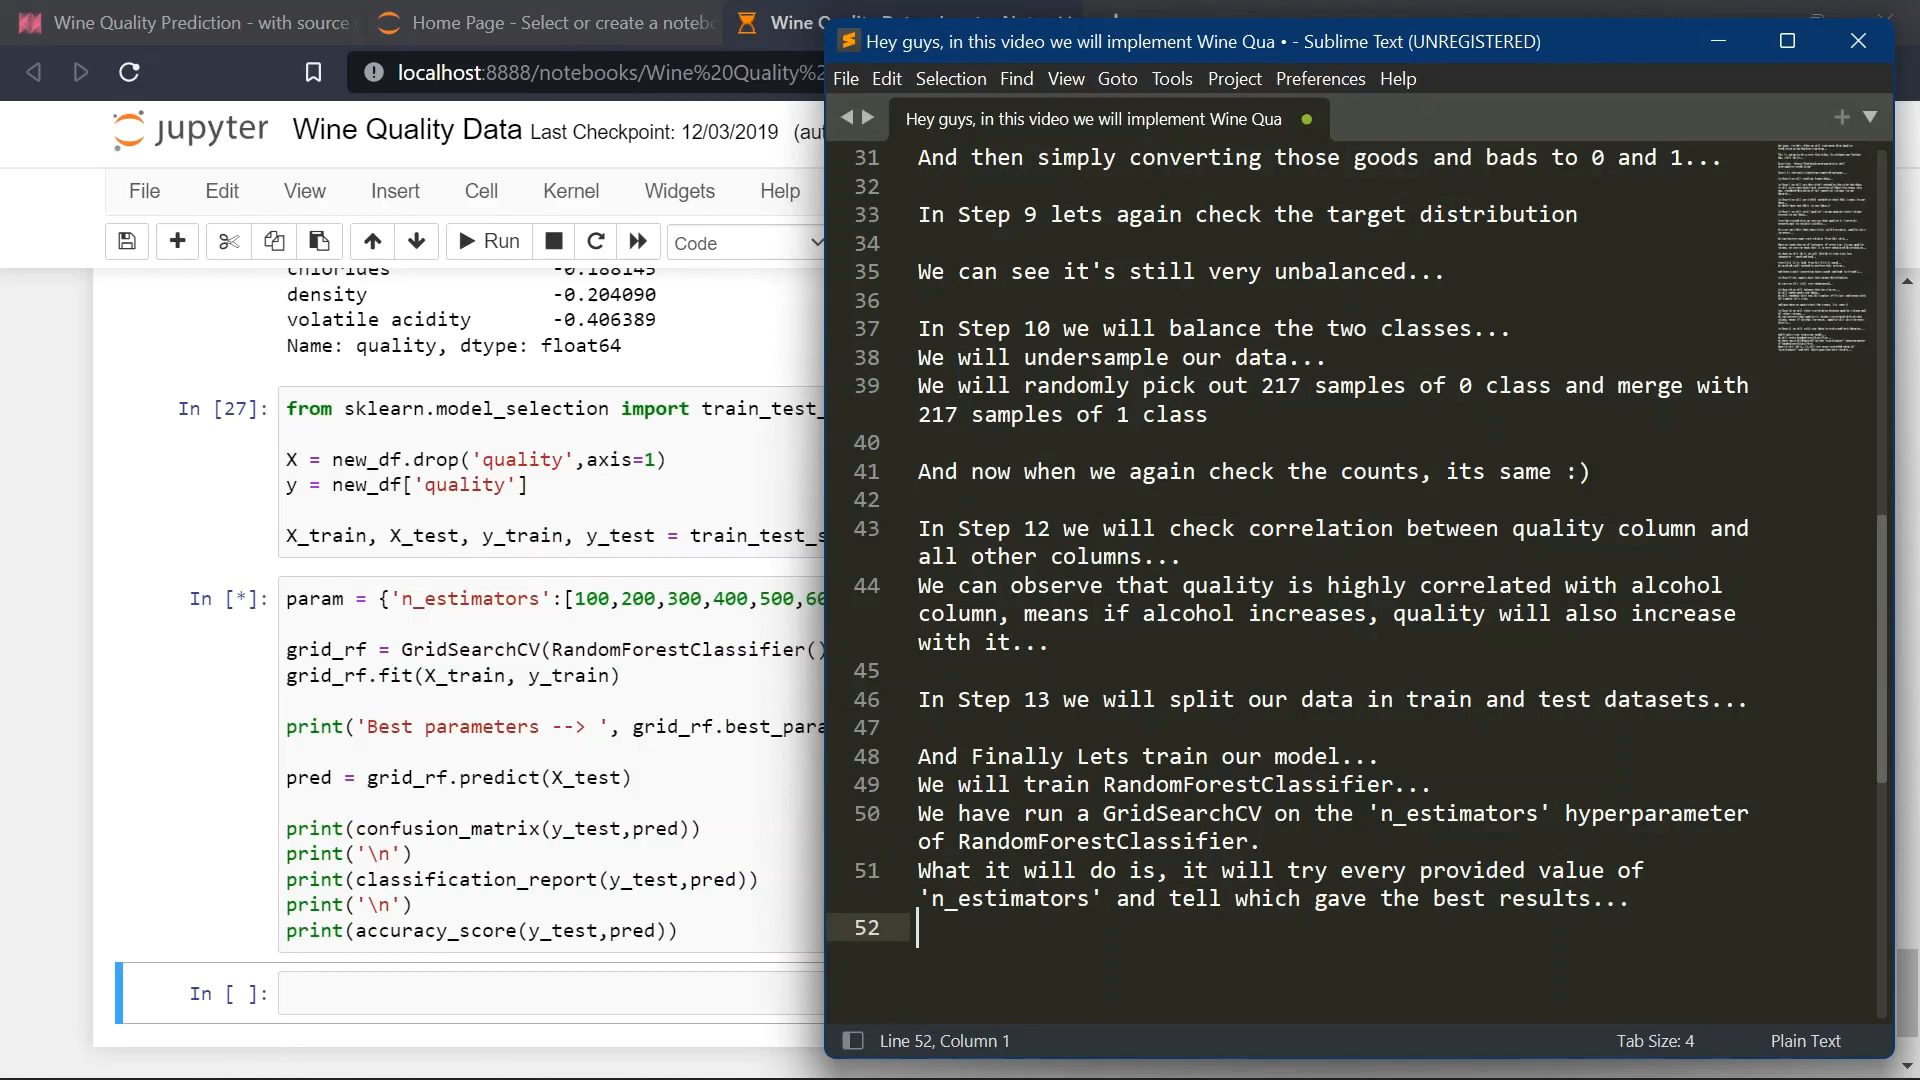 Wine Quality Prediction - with source
Home Page - Select or create a noteb
Wine
Hey guys, in this video we will implement Wine Qua • - Sublime Text (UNREGISTERED)
localhost:8888/notebooks/Wine%20Quality%2
File Edit Selection Find View Goto Tools Project Preferences Help
Hey guys, in this video we will implement Wine Qua
jupyter Wine Quality Data Last Checkpoint: 12/03/2019 (au
File Edit View Insert Cell Kernel Widgets Help
Run Code
chlorides -0.188145
density -0.204090
volatile acidity -0.406389
Name: quality, dtype: float64
In [27]:
from sklearn.model_selection import train_test_
X = new_df.drop('quality',axis=1)
y = new_df['quality']
X_train, X_test, y_train, y_test = train_test_s
In [*]:
param = {'n_estimators':[100,200,300,400,500,60
grid_rf = GridSearchCV(RandomForestClassifier()
grid_rf.fit(X_train, y_train)
print('Best parameters --> ', grid_rf.best_para
pred = grid_rf.predict(X_test)
print(confusion_matrix(y_test,pred))
print('\n')
print(classification_report(y_test,pred))
print('\n')
print(accuracy_score(y_test,pred))
In [ ]:
31 And then simply converting those goods and bads to 0 and 1...
32
33 In Step 9 lets again check the target distribution
34
35 We can see it's still very unbalanced...
36
37 In Step 10 we will balance the two classes...
38 We will undersample our data...
39 We will randomly pick out 217 samples of 0 class and merge with
217 samples of 1 class
40
41 And now when we again check the counts, its same :)
42
43 In Step 12 we will check correlation between quality column and
all other columns...
44 We can observe that quality is highly correlated with alcohol
column, means if alcohol increases, quality will also increase
with it...
45
46 In Step 13 we will split our data in train and test datasets...
47
48 And Finally Lets train our model...
49 We will train RandomForestClassifier...
50 We have run a GridSearchCV on the 'n_estimators' hyperparameter
of RandomForestClassifier.
51 What it will do is, it will try every provided value of
'n_estimators' and tell which gave the best results...
52
Line 52, Column 1
Tab Size: 4
Plain Text